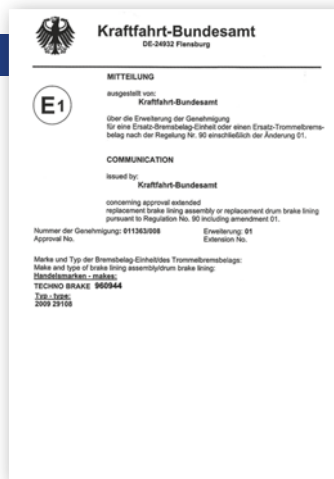 Kraftfahrt-Bundesamt
DE-24932 Flensburg
MITTEILUNG
E1
ausgestellt von:
Kraftfahrt-Bundesamt
über die Erweiterung der Genehmigung
für eine Ersatz-Bremsbelag-Einheit oder einen Ersatz-Trommelbrems-
belag nach der Regelung Nr. 90 einschließlich der Änderung 01.
COMMUNICATION
issued by:
Kraftfahrt-Bundesamt
concerning approval extended
replacement brake lining assembly or replacement drum brake lining
pursuant to Regulation No. 90 including amendment 01.
Nummer der Genehmigung: 011363/008 Erweiterung: 01
Approval No. Extension No.
Marke und Typ der Bremsbelag-Einheit/des Trommelbremsbelags:
Make and type of brake lining assembly/drum brake lining:
Handelsmarken - makes:
TECHNO BRAKE 960944
Typ - type:
2009 29108